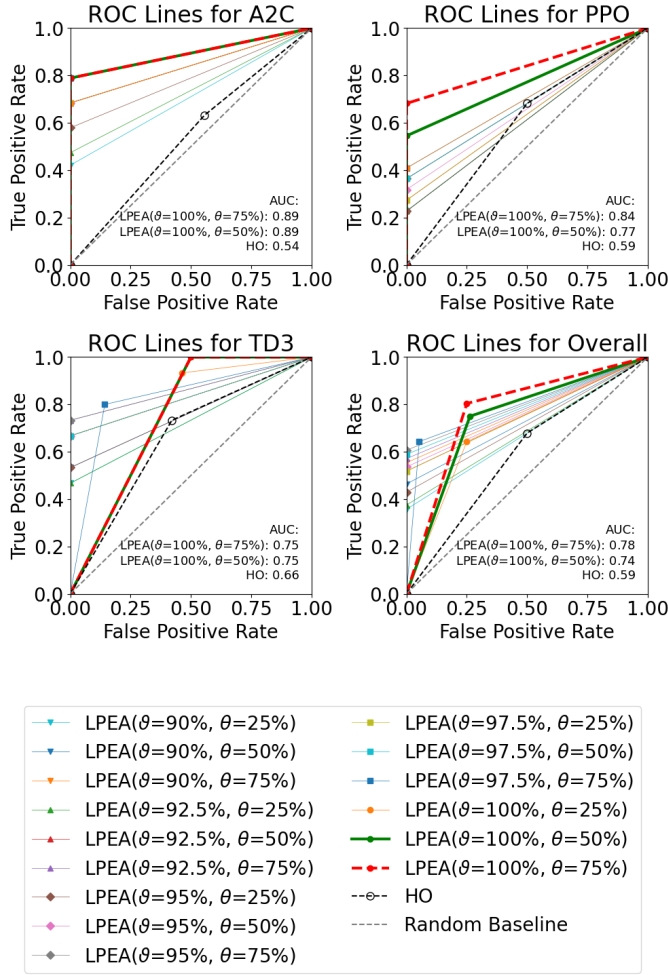 ROC Lines for A2C
True Positive Rate
1.0
0.8
0.6
0.4
0.2
0.0
AUC:
LPEA(ϑ=100%, θ=75%): 0.89
LPEA(ϑ=100%, θ=50%): 0.89
HO: 0.54
0.00 0.25 0.50 0.75 1.00
False Positive Rate
ROC Lines for PPO
True Positive Rate
1.0
0.8
0.6
0.4
0.2
0.0
AUC:
LPEA(ϑ=100%, θ=75%): 0.84
LPEA(ϑ=100%, θ=50%): 0.77
HO: 0.59
0.00 0.25 0.50 0.75 1.00
False Positive Rate
ROC Lines for TD3
True Positive Rate
1.0
0.8
0.6
0.4
0.2
0.0
AUC:
LPEA(ϑ=100%, θ=75%): 0.75
LPEA(ϑ=100%, θ=50%): 0.75
HO: 0.66
0.00 0.25 0.50 0.75 1.00
False Positive Rate
ROC Lines for Overall
True Positive Rate
1.0
0.8
0.6
0.4
0.2
0.0
AUC:
LPEA(ϑ=100%, θ=75%): 0.78
LPEA(ϑ=100%, θ=50%): 0.74
HO: 0.59
0.00 0.25 0.50 0.75 1.00
False Positive Rate
LPEA(ϑ=90%, θ=25%)
LPEA(ϑ=90%, θ=50%)
LPEA(ϑ=90%, θ=75%)
LPEA(ϑ=92.5%, θ=25%)
LPEA(ϑ=92.5%, θ=50%)
LPEA(ϑ=92.5%, θ=75%)
LPEA(ϑ=95%, θ=25%)
LPEA(ϑ=95%, θ=50%)
LPEA(ϑ=95%, θ=75%)
LPEA(ϑ=97.5%, θ=25%)
LPEA(ϑ=97.5%, θ=50%)
LPEA(ϑ=97.5%, θ=75%)
LPEA(ϑ=100%, θ=25%)
LPEA(ϑ=100%, θ=50%)
LPEA(ϑ=100%, θ=75%)
HO
Random Baseline